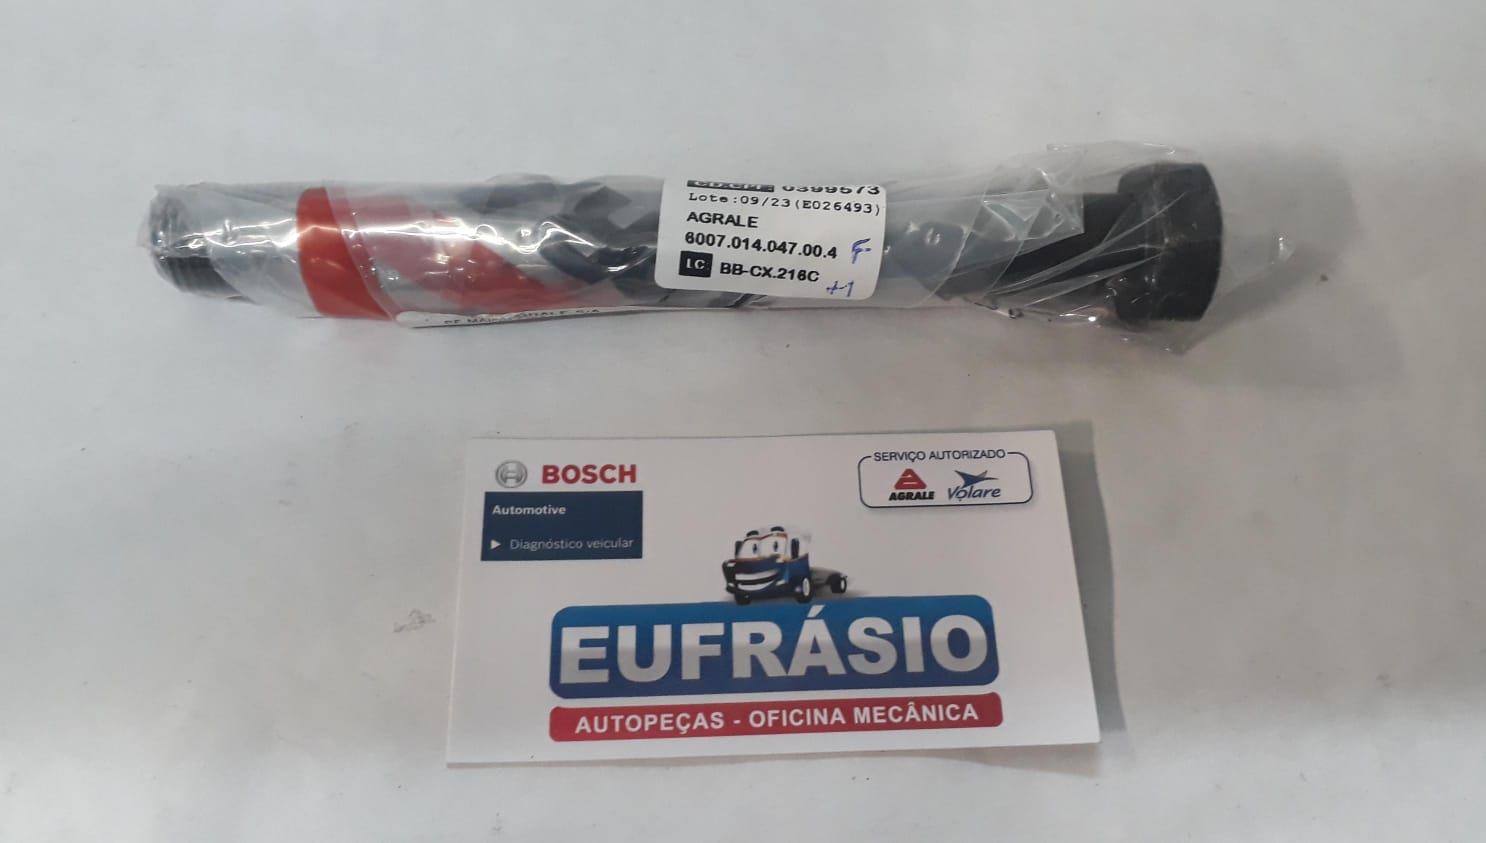 6399573
Lote:09/23(E026493)
AGRALE
6007.014.047.00.4
LC BB-CX.216C
+1
BOSCH
Automotive
Diagnóstico veicular
SERVIÇO AUTORIZADO
AGRALE Volare
EUFRÁSIO
AUTOPEÇAS - OFICINA MECÂNICA